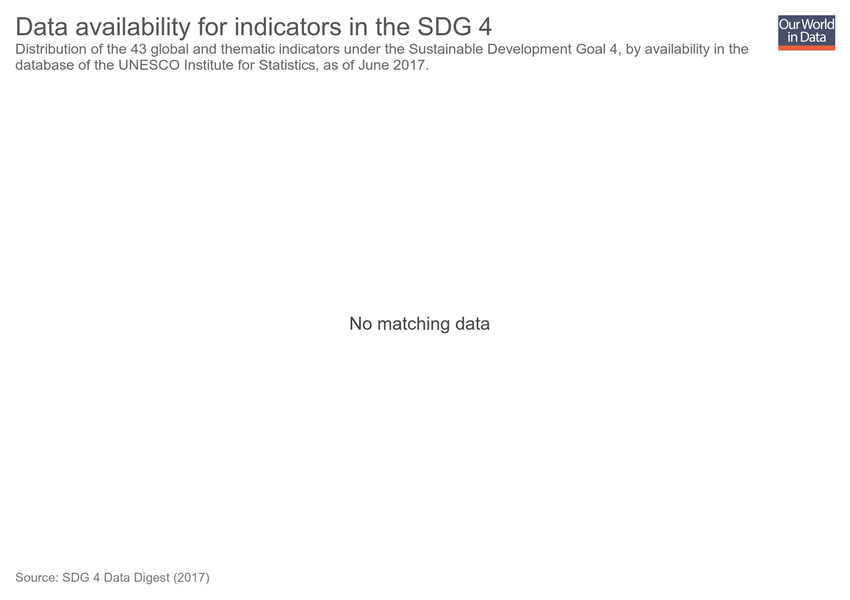 Data availability for indicators in the SDG 4
Our World
in Data
Distribution of the 43 global and thematic indicators under the Sustainable Development Goal 4, by availability in the
database of the UNESCO Institute for Statistics, as of June 2017.
No matching data
Source: SDG 4 Data Digest (2017)